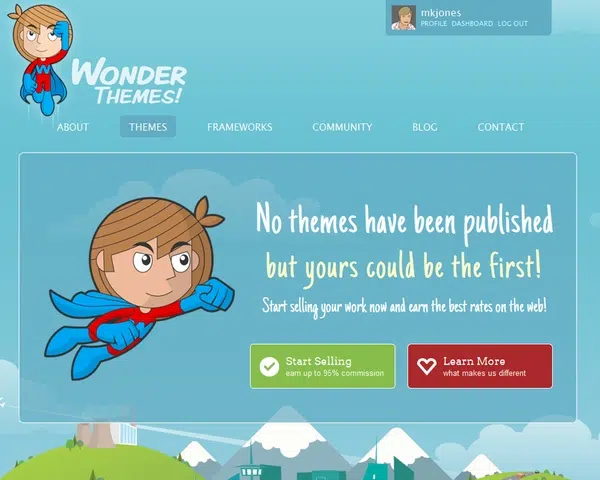 mkjones
PROFILE DASHBOARD LOG OUT
W
WONDER
THEMES!
ABOUT THEMES FRAMEWORKS COMMUNITY BLOG CONTACT
No themes have been published
but yours could be the first!
Start selling your work now and earn the best rates on the web!
Start Selling
earn up to 95% commission
Learn More
what makes us different